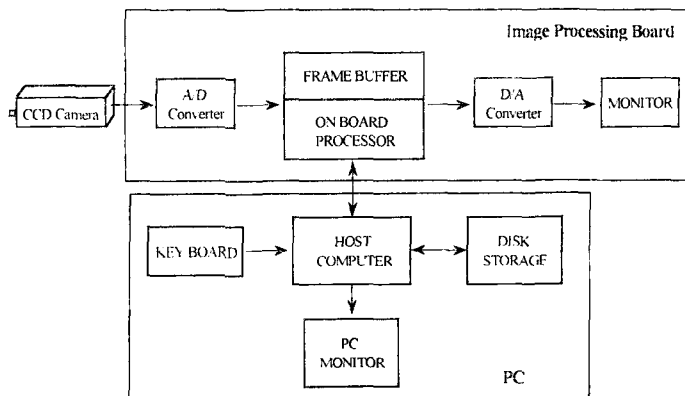 Image Processing Board
CCD Camera
A/D
Converter
FRAME BUFFER
ON BOARD
PROCESSOR
D/A
Converter
MONITOR
KEY BOARD
HOST
COMPUTER
DISK
STORAGE
PC
MONITOR
PC